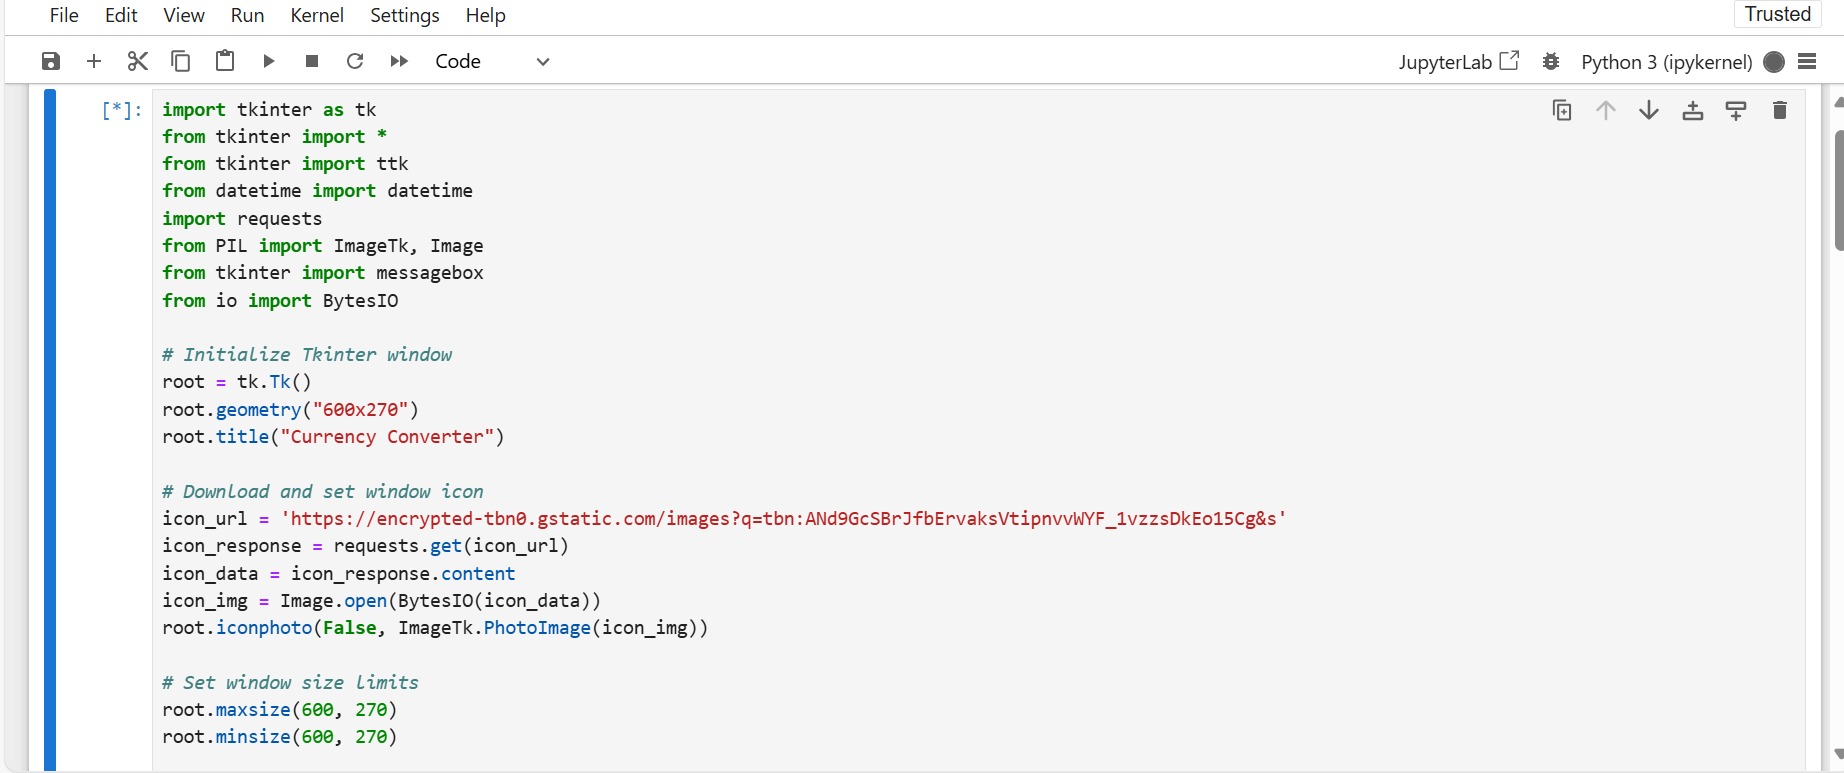 File Edit View Run Kernel Settings Help Trusted
Code JupyterLab Python 3 (ipykernel)
[*]: import tkinter as tk
from tkinter import *
from tkinter import ttk
from datetime import datetime
import requests
from PIL import ImageTk, Image
from tkinter import messagebox
from io import BytesIO
# Initialize Tkinter window
root = tk.Tk()
root.geometry("600x270")
root.title("Currency Converter")
# Download and set window icon
icon_url = 'https://encrypted-tbn0.gstatic.com/images?q=tbn:ANd9GcSBrJfbErvaksVtipnvvWYF_1vzzsDkEo15Cg&s'
icon_response = requests.get(icon_url)
icon_data = icon_response.content
icon_img = Image.open(BytesIO(icon_data))
root.iconphoto(False, ImageTk.PhotoImage(icon_img))
# Set window size limits
root.maxsize(600, 270)
root.minsize(600, 270)